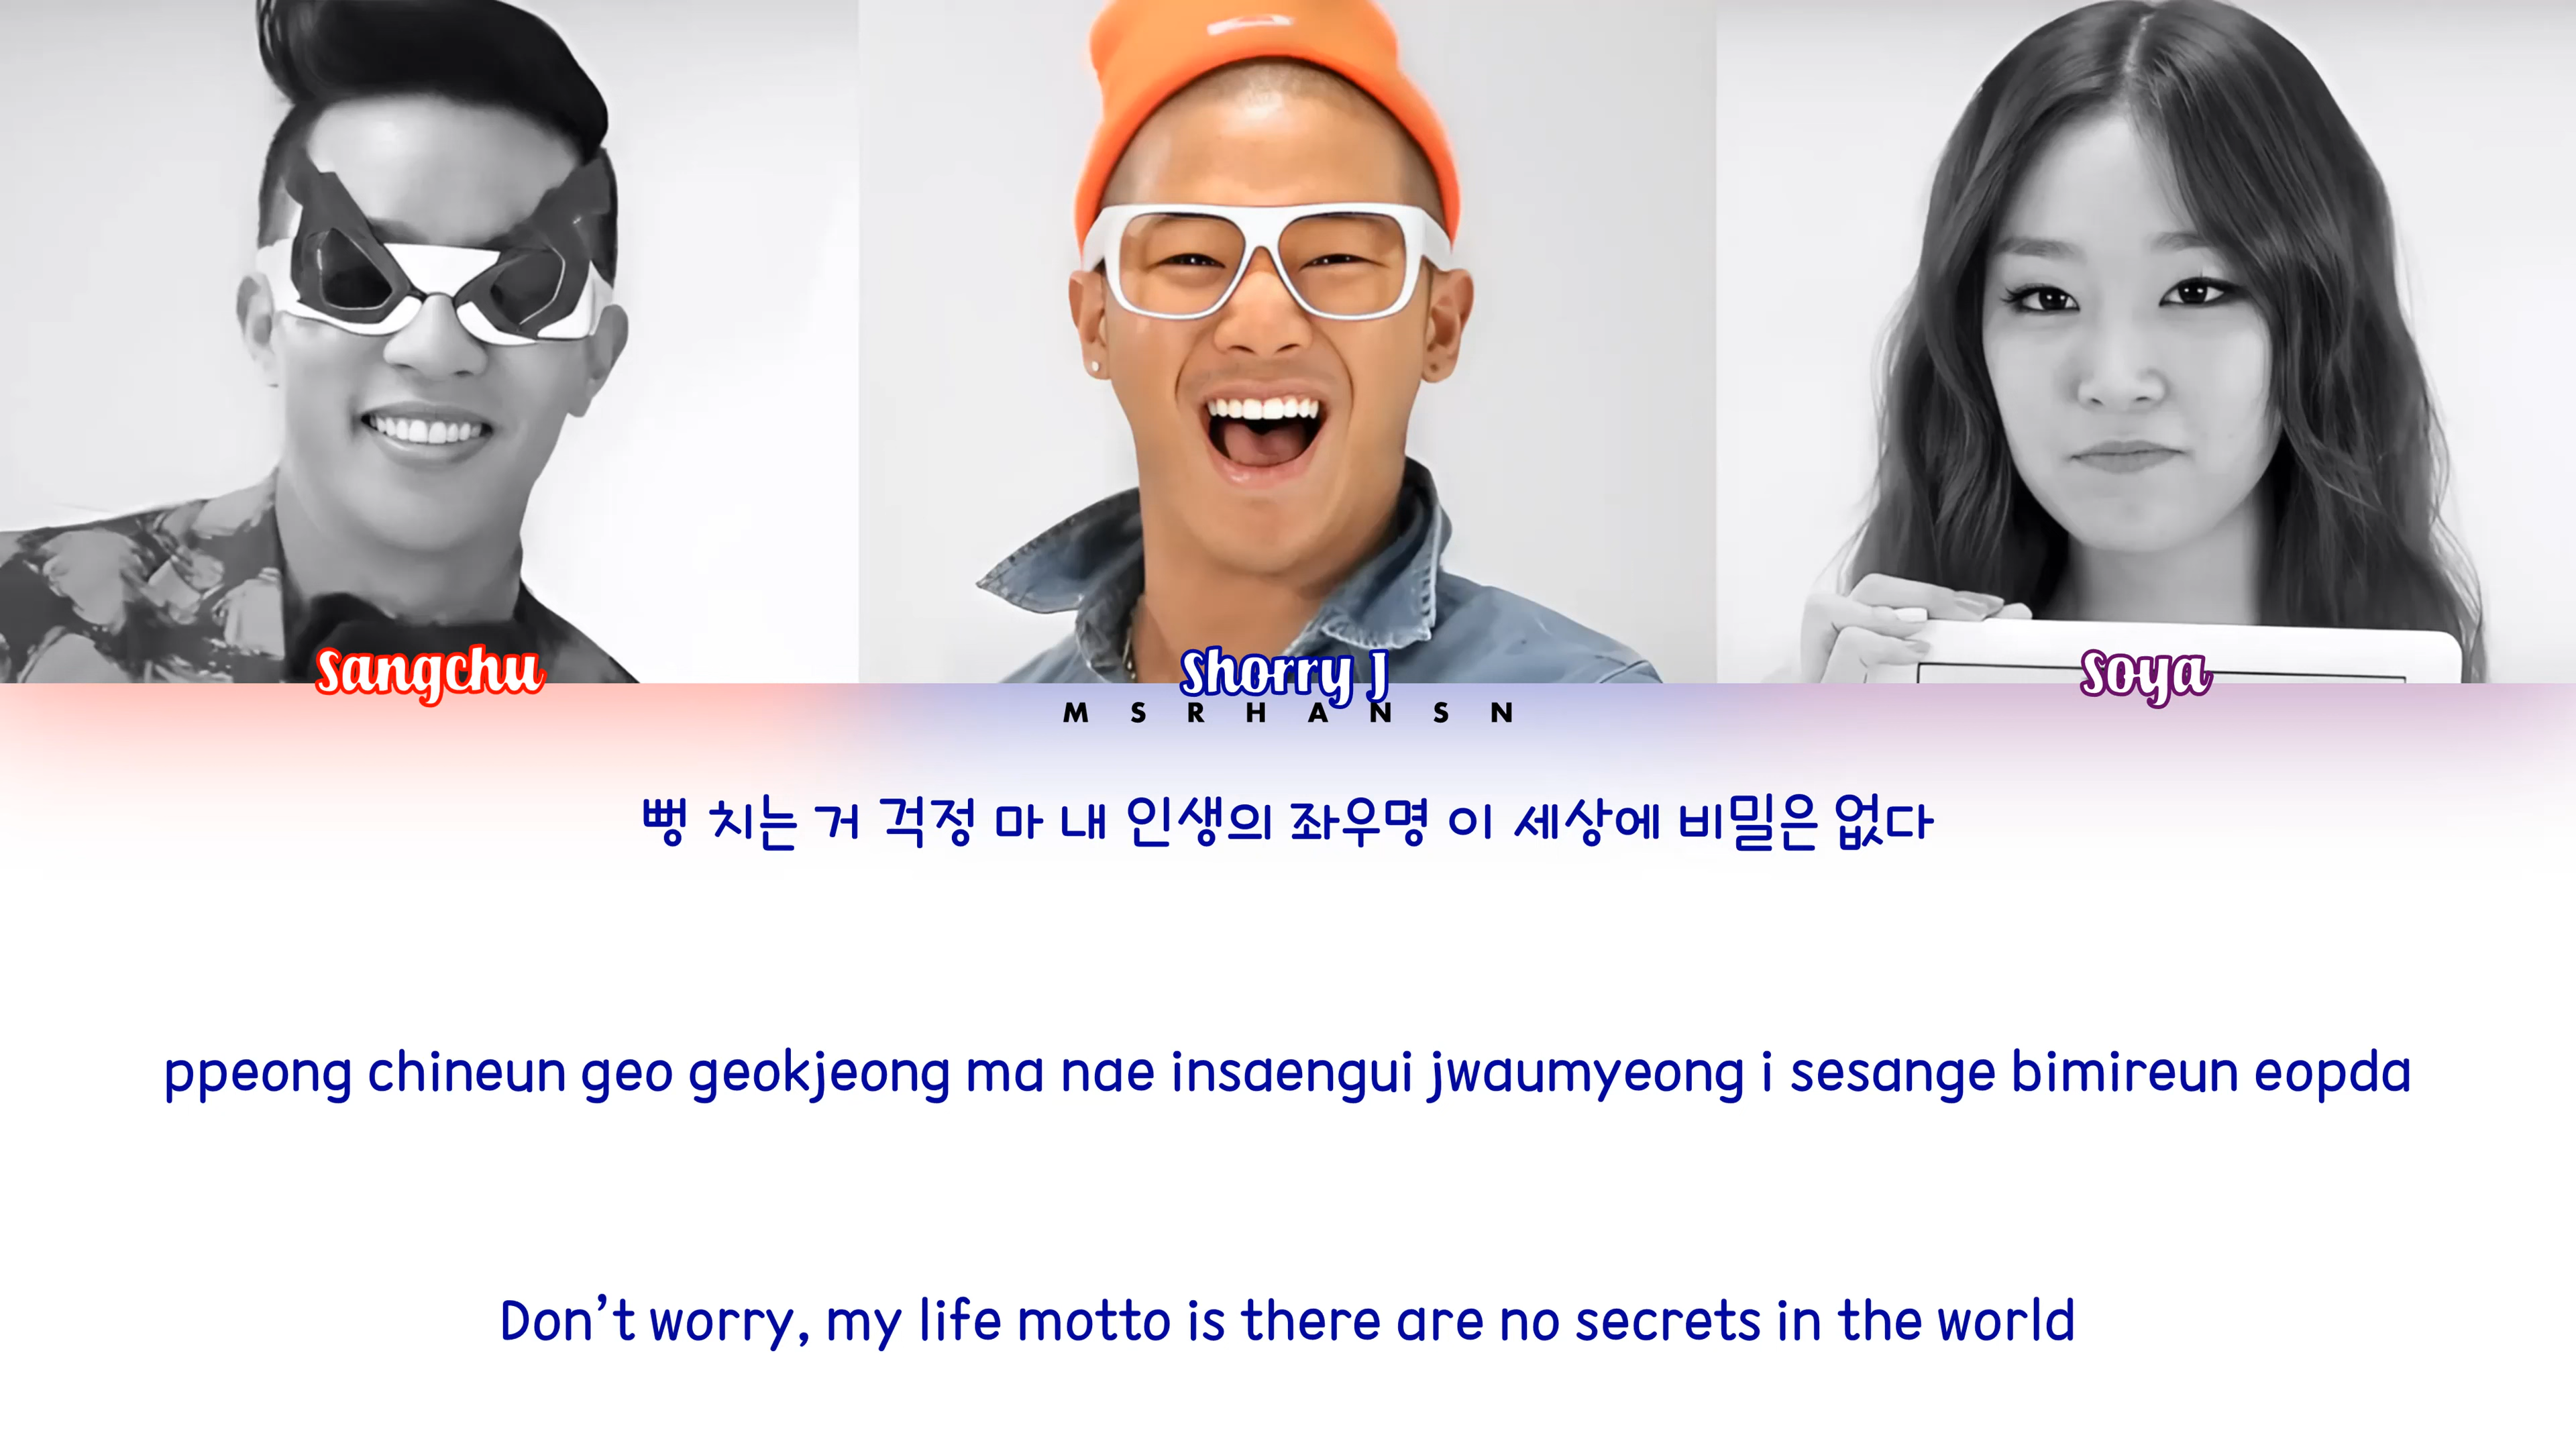 Sangchu
Shorry J
Soya
MSRHANSN
뻥 치는 거 걱정 마 내 인생의 좌우명 이 세상에 비밀은 없다
ppeong chineun geo geokjeong ma nae insaengui jwaumyeong i sesange bimireun eopda
Don't worry, my life motto is there are no secrets in the world